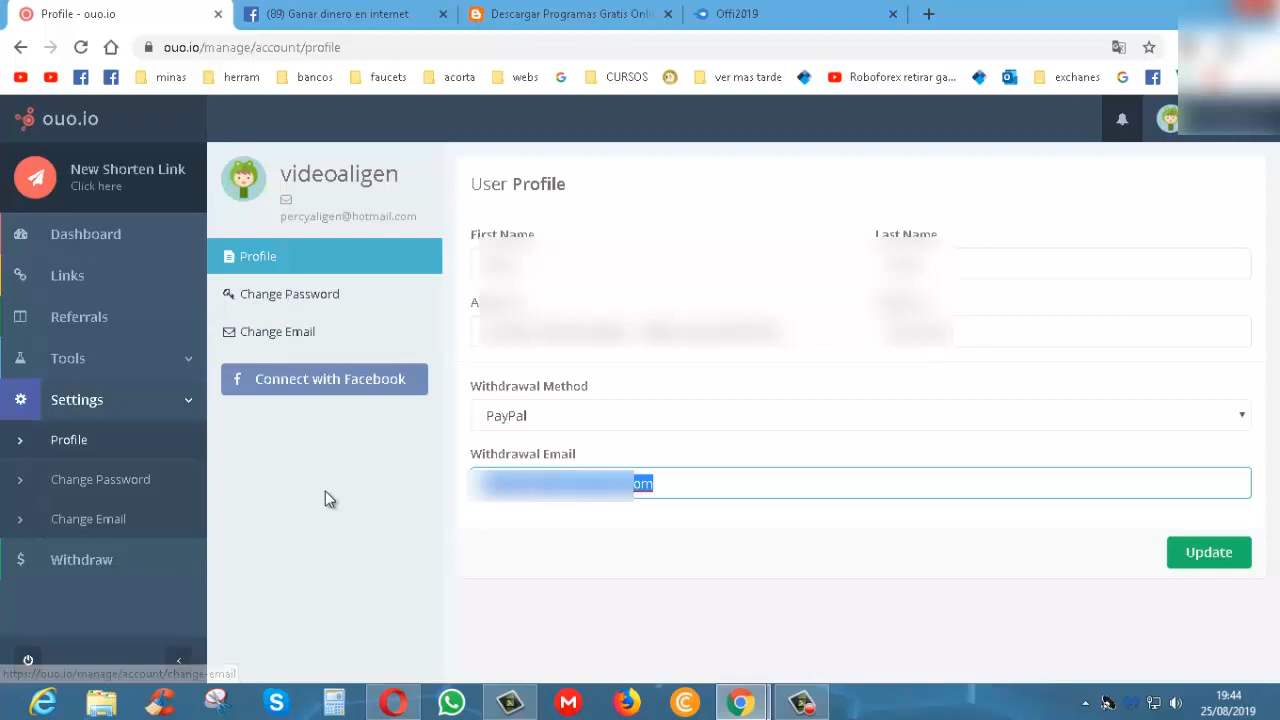 Profile - ouo.io
(89) Ganar dinero en internet
Descargar Programas Gratis Onli
Offi2019
ouo.io/manage/account/profile
minas
herram
bancos
faucets
acorta
webs
CURSOS
ver mas tarde
Roboforex retirar ga...
exchanes
ouo.io
New Shorten Link
Click here
Dashboard
Links
Referrals
Tools
Settings
Profile
Change Password
Change Email
Withdraw
https://ouo.io/manage/account/change-email
videoaligen
percyaligen@hotmail.com
Profile
Change Password
Change Email
Connect with Facebook
User Profile
First Name
Last Name
Withdrawal Method
PayPal
Withdrawal Email
om
Update
19:44
25/08/2019